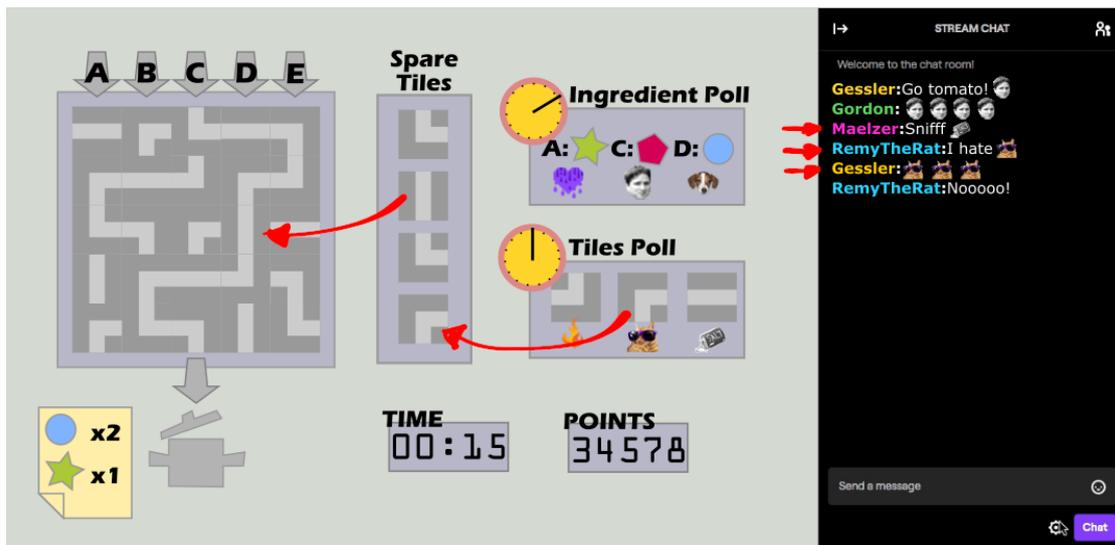 A B C D E
Spare
Tiles
Ingredient Poll
A: C: D:
Tiles Poll
x2
x1
TIME
00:15
POINTS
34578
STREAM CHAT
Welcome to the chat room!
Gessler:Go tomato!
Gordon:
Maelzer:Snifff
RemyTheRat:I hate
Gessler:
RemyTheRat:Nooooo!
Send a message
Chat